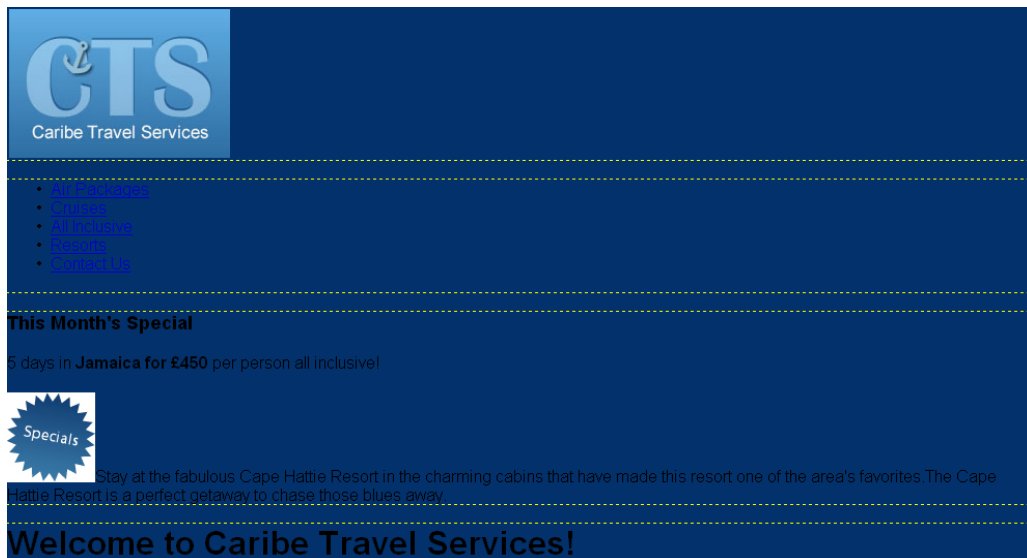 CTS
Caribe Travel Services
• Air Packages
• Cruises
• All Inclusive
• Resorts
• Contact Us
This Month's Special
5 days in Jamaica for £450 per person all inclusive!
Specials
Stay at the fabulous Cape Hattie Resort in the charming cabins that have made this resort one of the area's favorites.The Cape
Hattie Resort is a perfect getaway to chase those blues away.
Welcome to Caribe Travel Services!